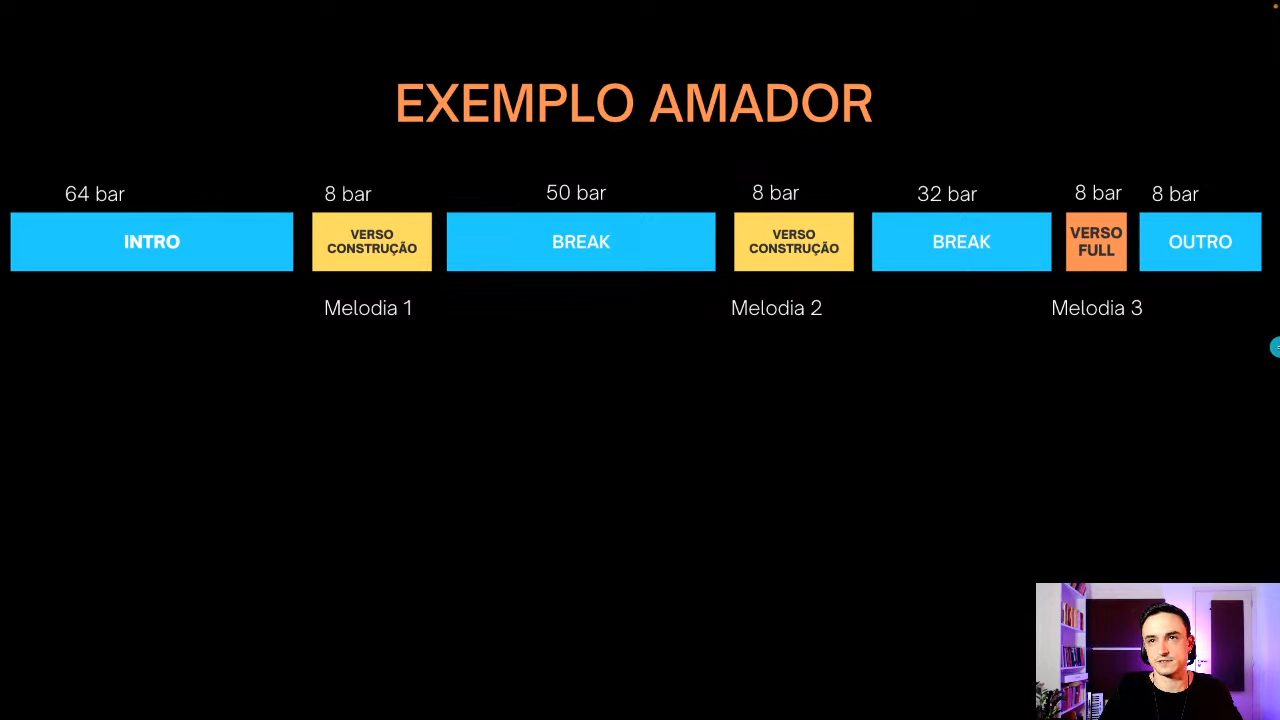 EXEMPLO AMADOR
64 bar
8 bar
50 bar
8 bar
32 bar
8 bar
8 bar
INTRO
VERSO
CONSTRUÇÃO
BREAK
VERSO
CONSTRUÇÃO
BREAK
VERSO
FULL
OUTRO
Melodia 1
Melodia 2
Melodia 3